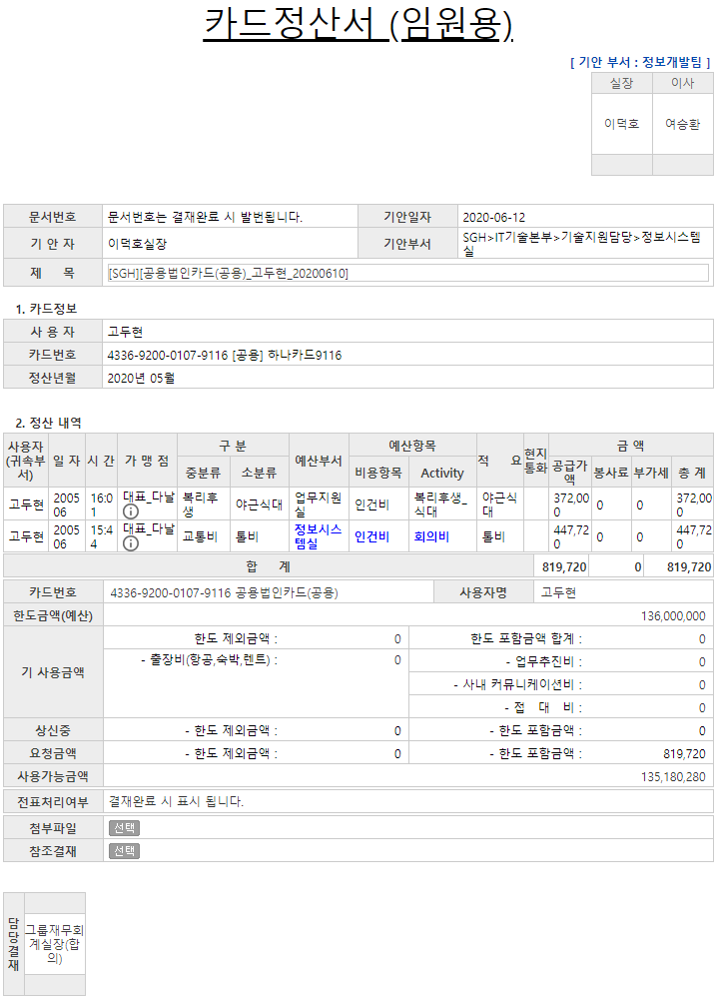 카드정산서 (임원용)
[ 기안 부서 : 정보개발팀 ]
실장 이사
이덕호 여승환
문서번호 문서번호는 결재완료 시 발번됩니다. 기안일자 2020-06-12
기 안 자 이덕호실장 기안부서 SGH>IT기술본부>기술지원담당>정보시스템
실
제 목 [SGH][공용법인카드(공용)_고두현_20200610]
1. 카드정보
사 용 자 고두현
카드번호 4336-9200-0107-9116 [공용] 하나카드9116
정산년월 2020년 05월
2. 정산 내역
사용자
(귀속부
서) 일 자 시 간 가 맹 점 구 분 예산부서 예산항목 적 요 현지
통화 금 액
중분류 소분류 비용항목 Activity 공급가
액 봉사료 부가세 총 계
고두현 2005
06 16:0
1 대표_다날 복리후
생 야근식대 업무지원
실 인건비 복리후생_
식대 야근식
대 372,00
0 0 0 372,00
0
고두현 2005
06 15:4
4 대표_다날 교통비 톨비 정보시스
템실 인건비 회의비 톨비 447,72
0 0 0 447,72
0
합 계 819,720 0 819,720
카드번호 4336-9200-0107-9116 공용법인카드(공용) 사용자명 고두현
한도금액(예산) 136,000,000
기 사용금액 한도 제외금액 : 0 한도 포함금액 합계 : 0
- 출장비(항공,숙박,렌트) : 0 - 업무추진비 : 0
- 사내 커뮤니케이션비 : 0
- 접 대 비 : 0
상신중 - 한도 제외금액 : 0 - 한도 포함금액 : 0
요청금액 - 한도 제외금액 : 0 - 한도 포함금액 : 819,720
사용가능금액 135,180,280
전표처리여부 결재완료 시 표시 됩니다.
첨부파일 선택
참조결재 선택
담
당
결
재
그룹재무회
계실장(합
의)